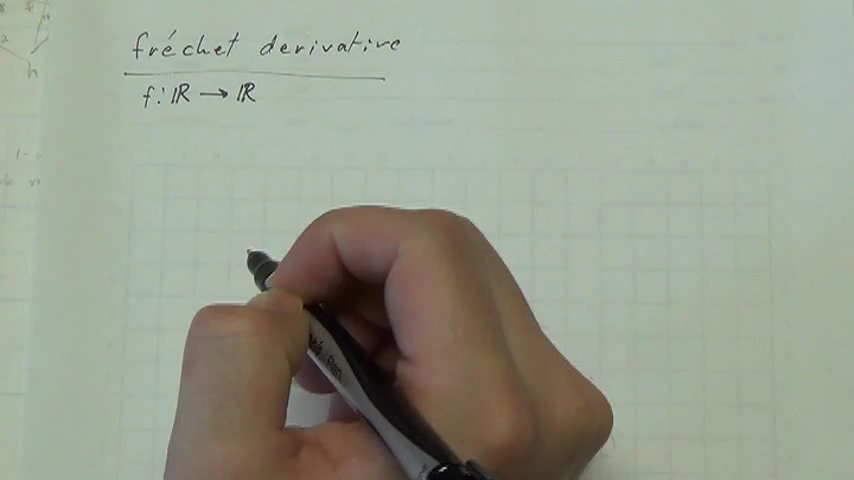 fréchet derivative
f: ℝ → ℝ